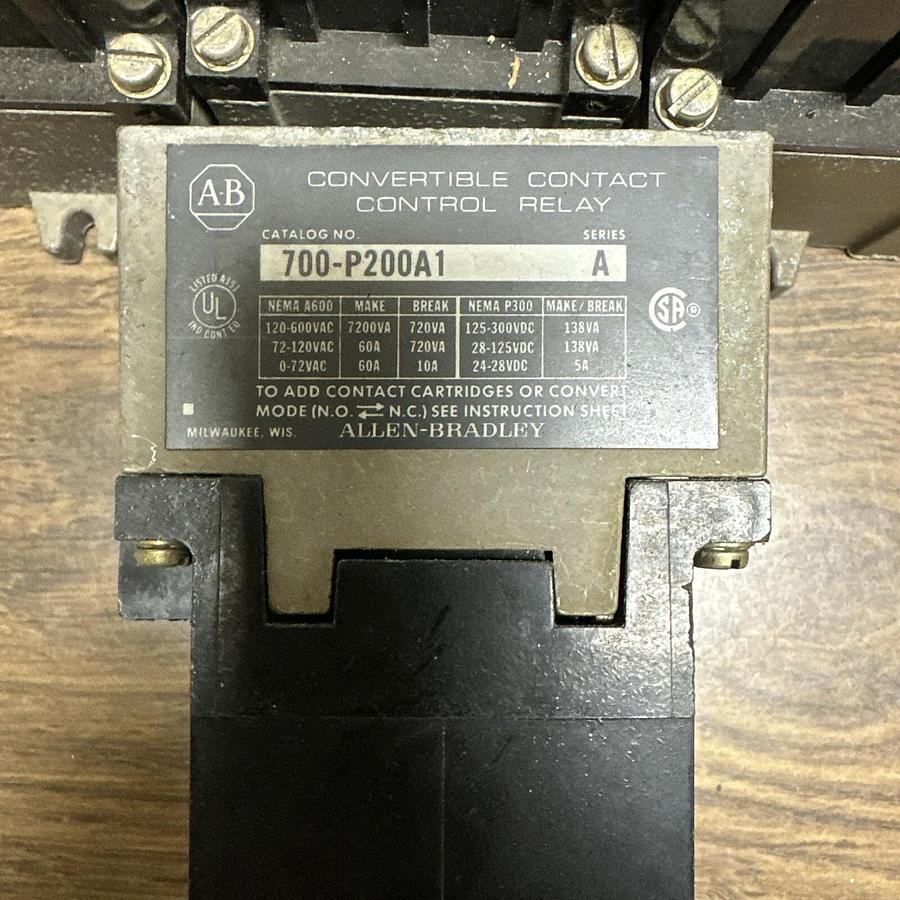 A·B
CONVERTIBLE CONTACT
CONTROL RELAY
CATALOG NO. SERIES
700-P200A1 A
LISTED
UL
IND CONT EQ
SA ®
NEMA A600 MAKE BREAK NEMA P300 MAKE/BREAK
120-600VAC 7200VA 720VA 125-300VDC 138VA
72-120VAC 60A 720VA 28-125VDC 138VA
0-72VAC 60A 10A 24-28VDC 5A
TO ADD CONTACT CARTRIDGES OR CONVERT
MODE (N.O. ⇄ N.C.) SEE INSTRUCTION SHEET
MILWAUKEE, WIS. ALLEN-BRADLEY